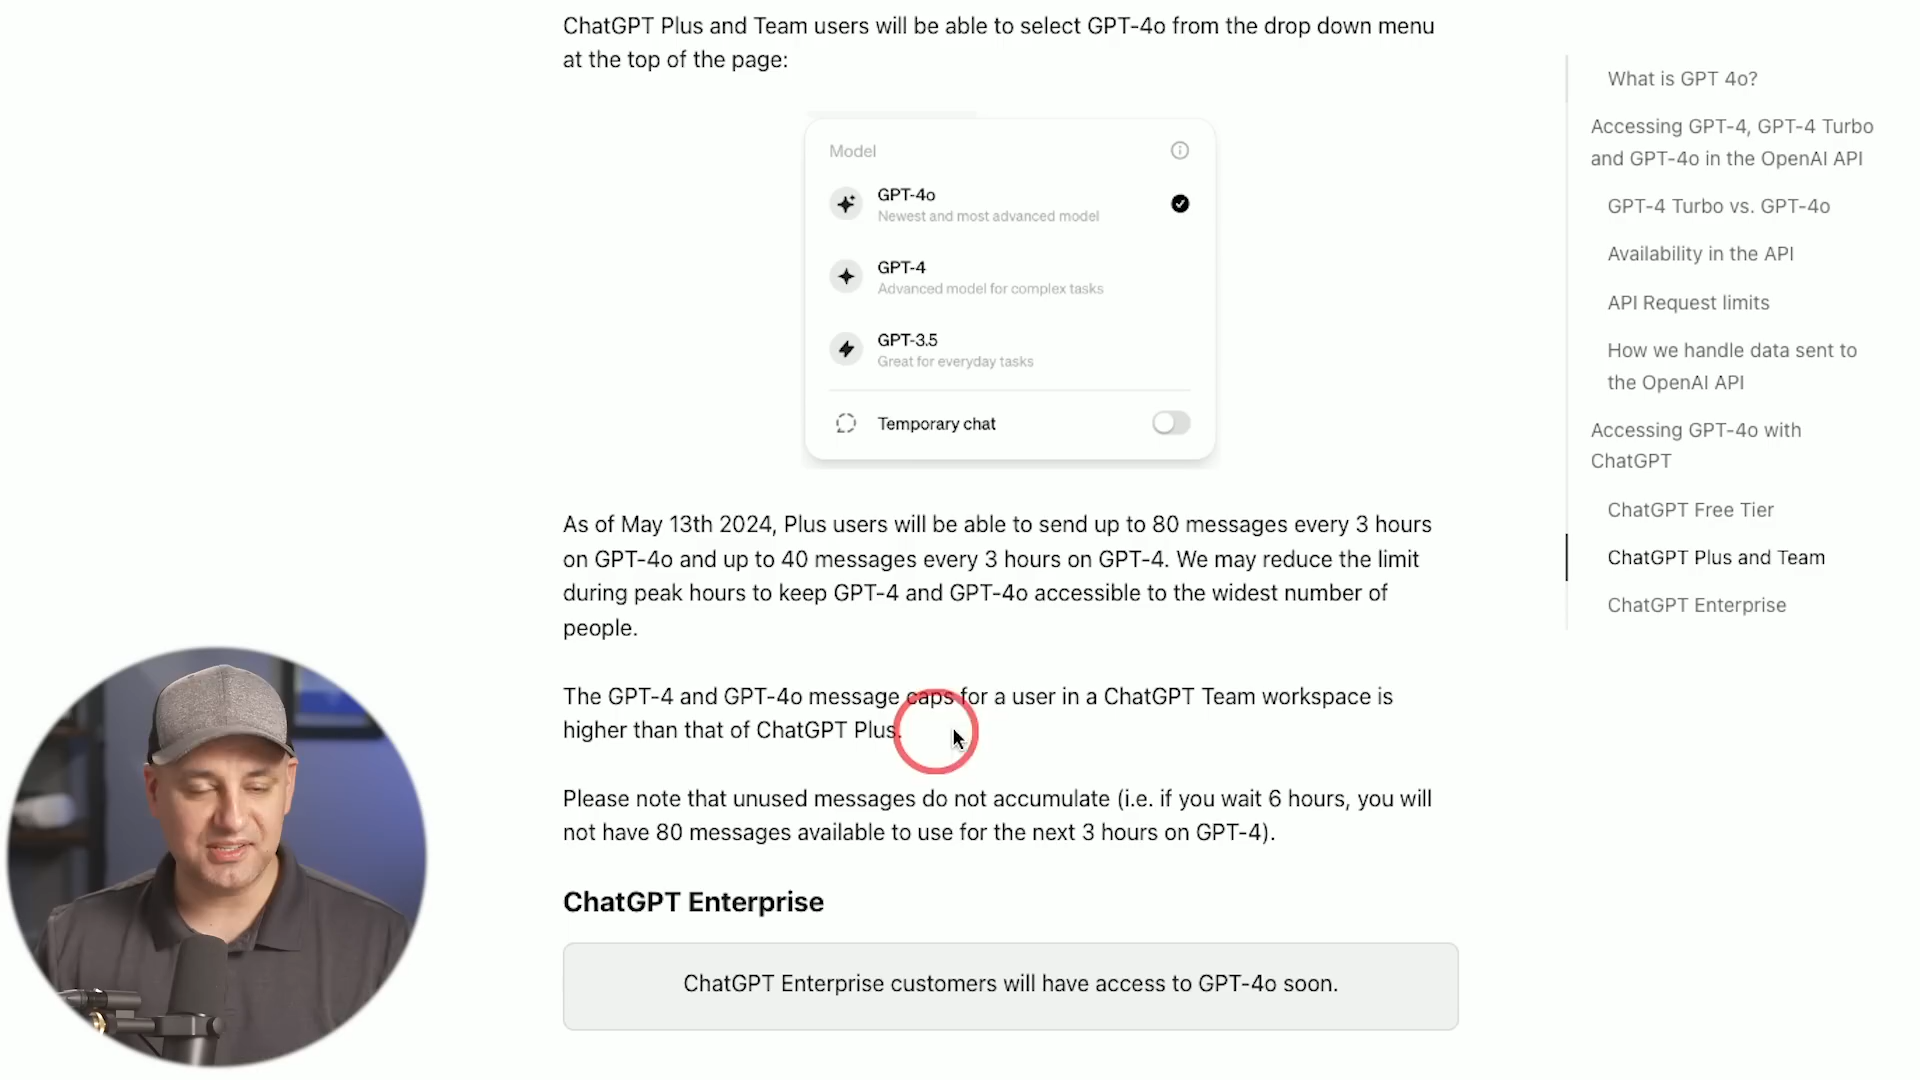 ChatGPT Plus and Team users will be able to select GPT-4o from the drop down menu
at the top of the page:
Model
GPT-4o
Newest and most advanced model
GPT-4
Advanced model for complex tasks
GPT-3.5
Great for everyday tasks
Temporary chat
As of May 13th 2024, Plus users will be able to send up to 80 messages every 3 hours
on GPT-4o and up to 40 messages every 3 hours on GPT-4. We may reduce the limit
during peak hours to keep GPT-4 and GPT-4o accessible to the widest number of
people.
The GPT-4 and GPT-4o message caps for a user in a ChatGPT Team workspace is
higher than that of ChatGPT Plus.
Please note that unused messages do not accumulate (i.e. if you wait 6 hours, you will
not have 80 messages available to use for the next 3 hours on GPT-4).
ChatGPT Enterprise
ChatGPT Enterprise customers will have access to GPT-4o soon.
What is GPT 4o?
Accessing GPT-4, GPT-4 Turbo
and GPT-4o in the OpenAI API
GPT-4 Turbo vs. GPT-4o
Availability in the API
API Request limits
How we handle data sent to
the OpenAI API
Accessing GPT-4o with
ChatGPT
ChatGPT Free Tier
ChatGPT Plus and Team
ChatGPT Enterprise